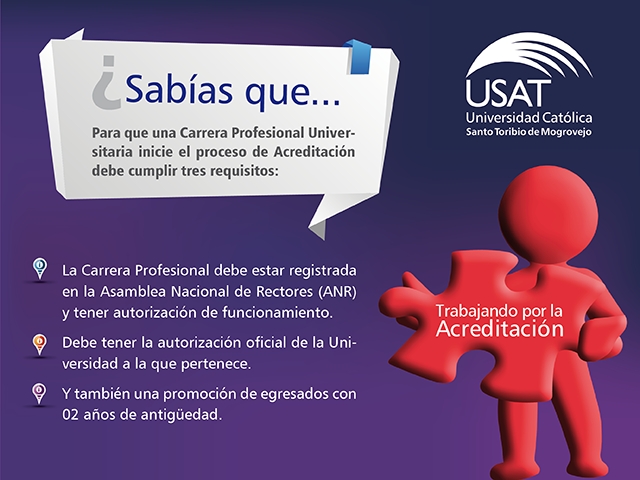 ¿Sabías que...
Para que una Carrera Profesional Univer-
sitaria inicie el proceso de Acreditación
debe cumplir tres requisitos:
USAT
Universidad Católica
Santo Toribio de Mogrovejo
La Carrera Profesional debe estar registrada
en la Asamblea Nacional de Rectores (ANR)
y tener autorización de funcionamiento.
Debe tener la autorización oficial de la Uni-
versidad a la que pertenece.
Y también una promoción de egresados con
02 años de antigüedad.
Trabajando por la
Acreditación